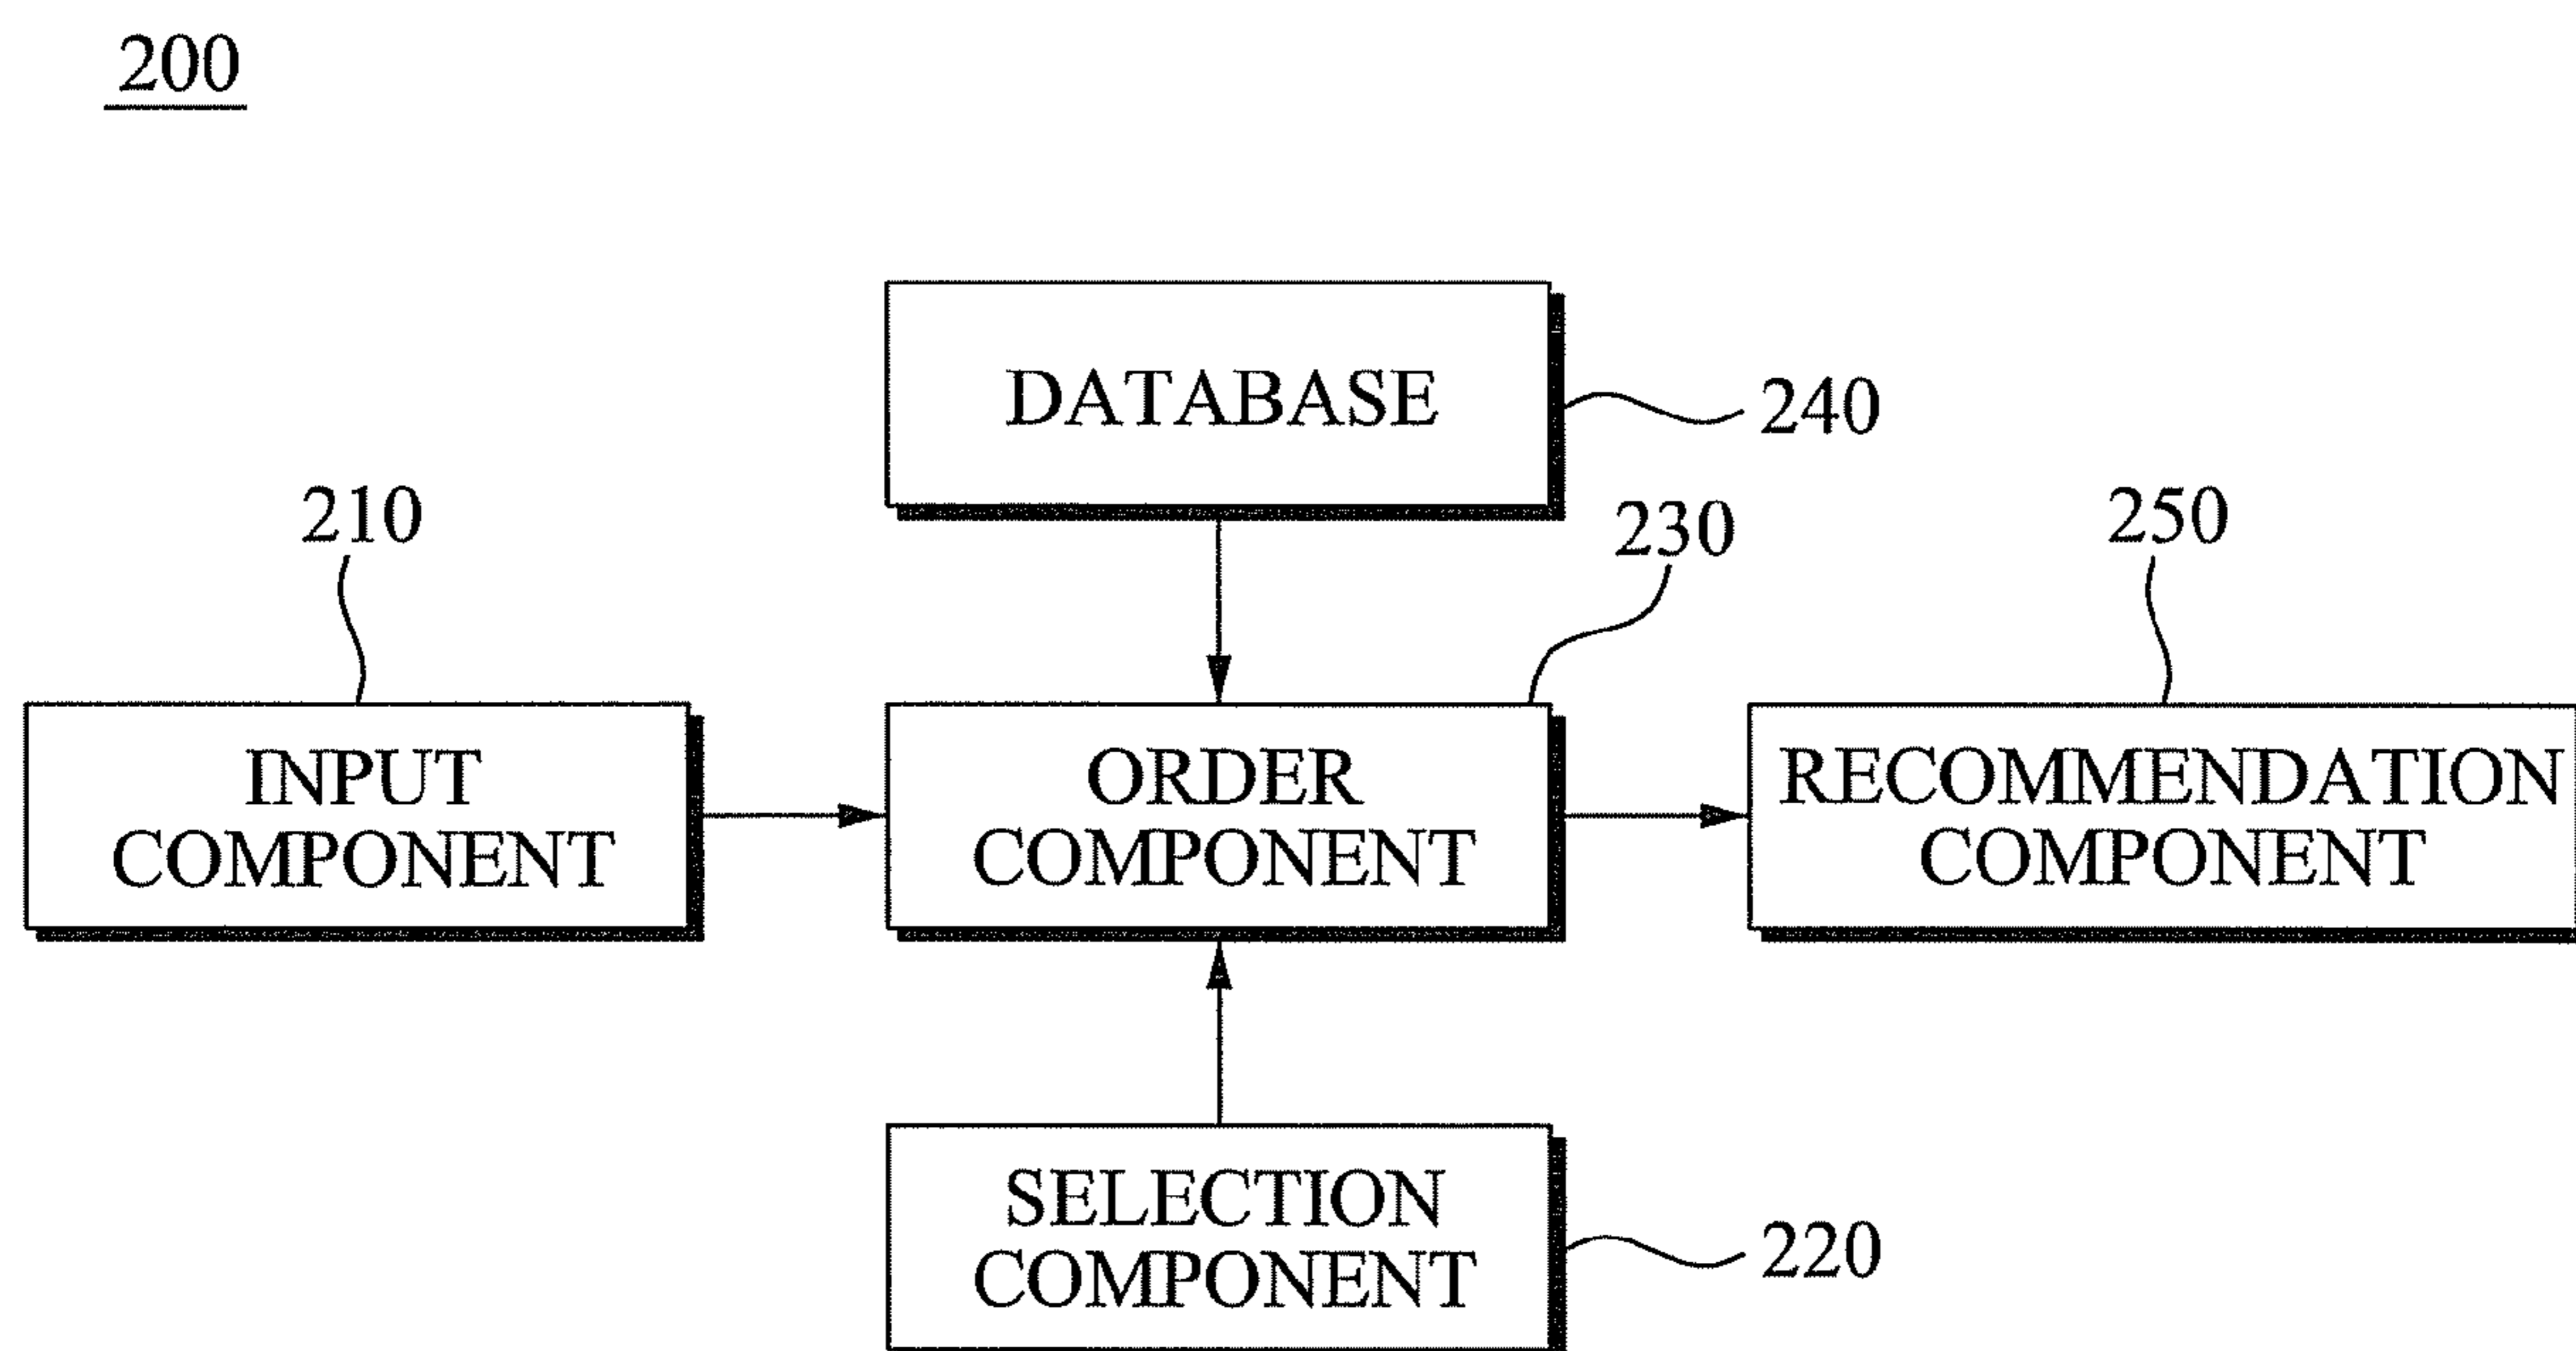 200
DATABASE
240
210
230
250
INPUT
COMPONENT
ORDER
COMPONENT
RECOMMENDATION
COMPONENT
SELECTION
COMPONENT
220